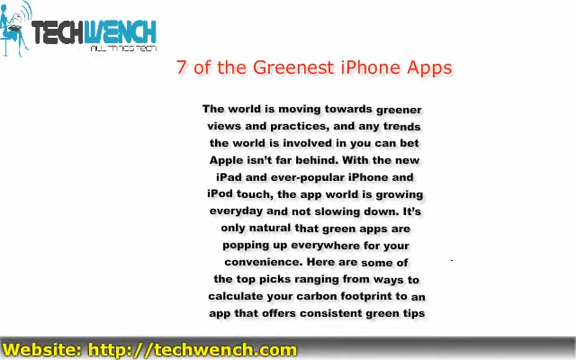 TECHWENCH
ALL THINGS TECH
7 of the Greenest iPhone Apps
The world is moving towards greener
views and practices, and any trends
the world is involved in you can bet
Apple isn't far behind. With the new
iPad and ever-popular iPhone and
iPod touch, the app world is growing
everyday and not slowing down. It's
only natural that green apps are
popping up everywhere for your
convenience. Here are some of
the top picks ranging from ways to
calculate your carbon footprint to an
app that offers consistent green tips
Website: http://techwench.com